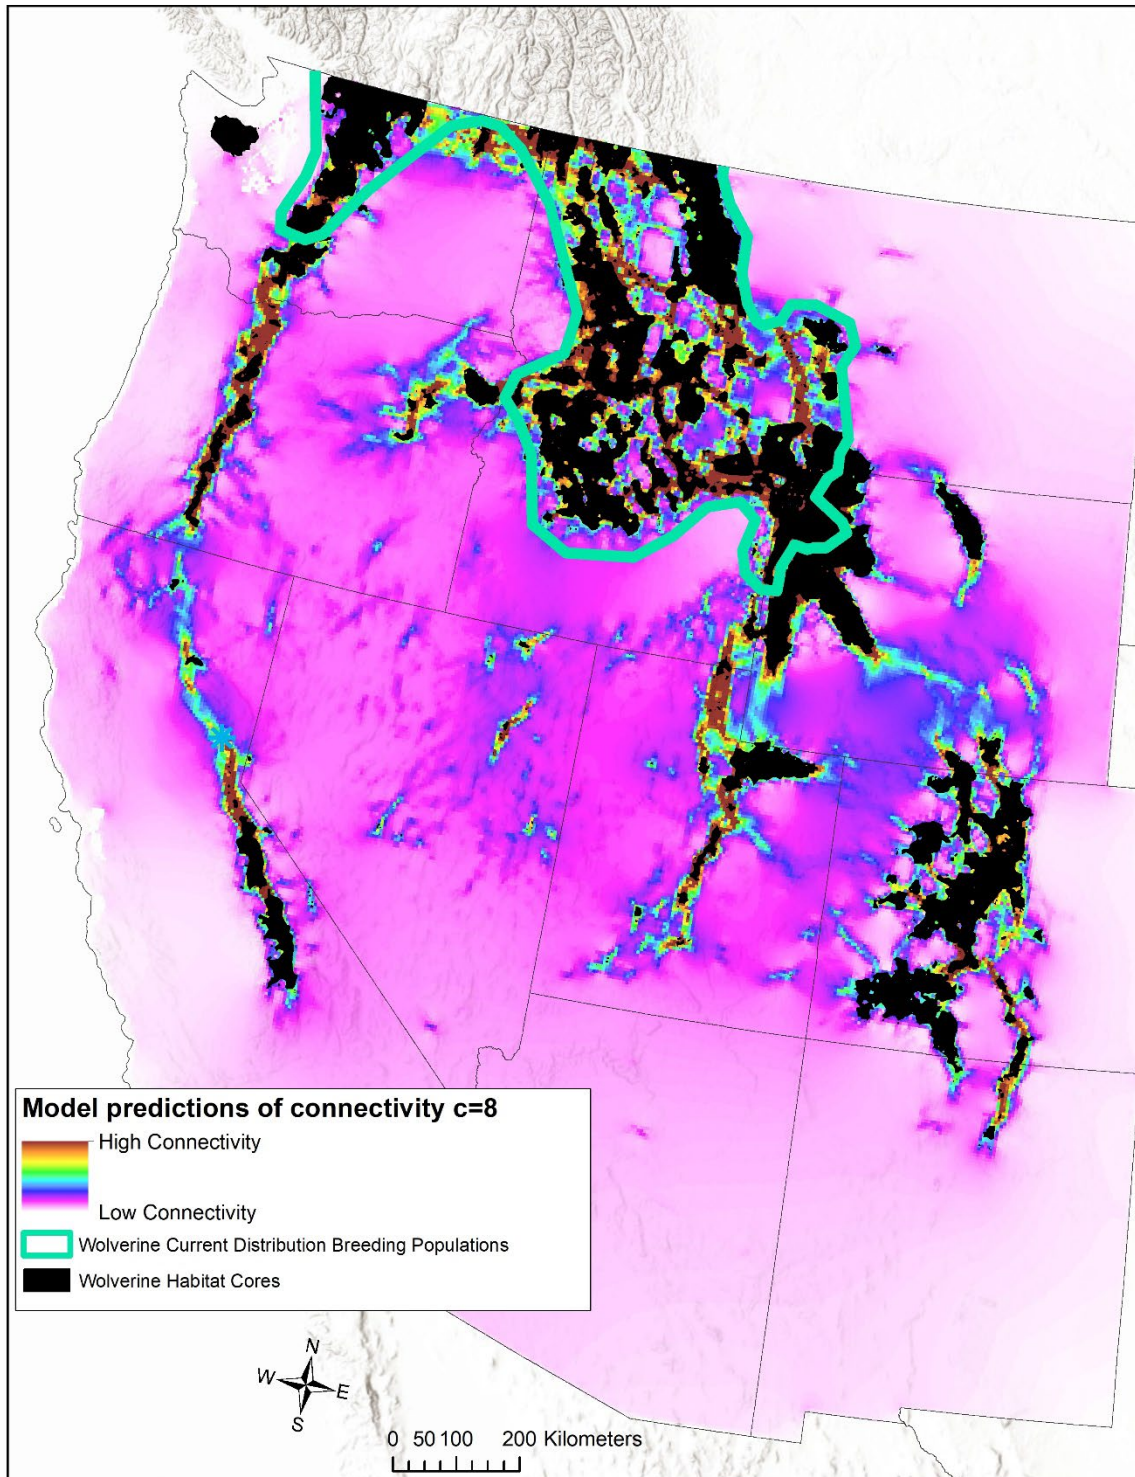 Model predictions of connectivity c=8
High Connectivity
Low Connectivity
Wolverine Current Distribution Breeding Populations
Wolverine Habitat Cores
N
W
E
S
0 50 100 200 Kilometers